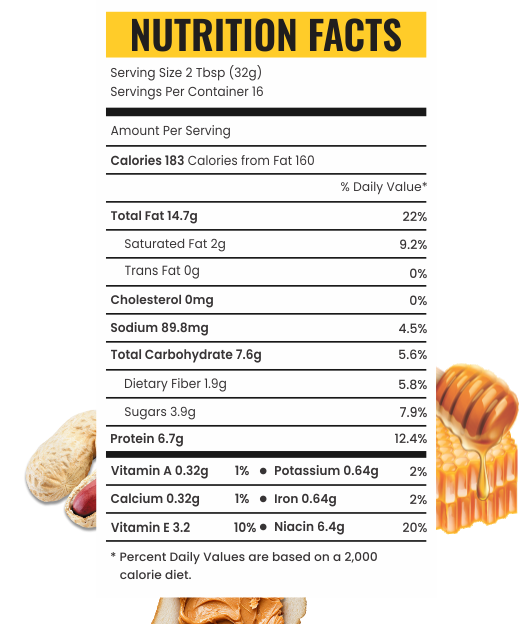 NUTRITION FACTS
Serving Size 2 Tbsp (32g)
Servings Per Container 16
Amount Per Serving
Calories 183 Calories from Fat 160
% Daily Value*
Total Fat 14.7g 22%
Saturated Fat 2g 9.2%
Trans Fat 0g 0%
Cholesterol 0mg 0%
Sodium 89.8mg 4.5%
Total Carbohydrate 7.6g 5.6%
Dietary Fiber 1.9g 5.8%
Sugars 3.9g 7.9%
Protein 6.7g 12.4%
Vitamin A 0.32g 1% ● Potassium 0.64g 2%
Calcium 0.32g 1% ● Iron 0.64g 2%
Vitamin E 3.2 10% ● Niacin 6.4g 20%
* Percent Daily Values are based on a 2,000
calorie diet.